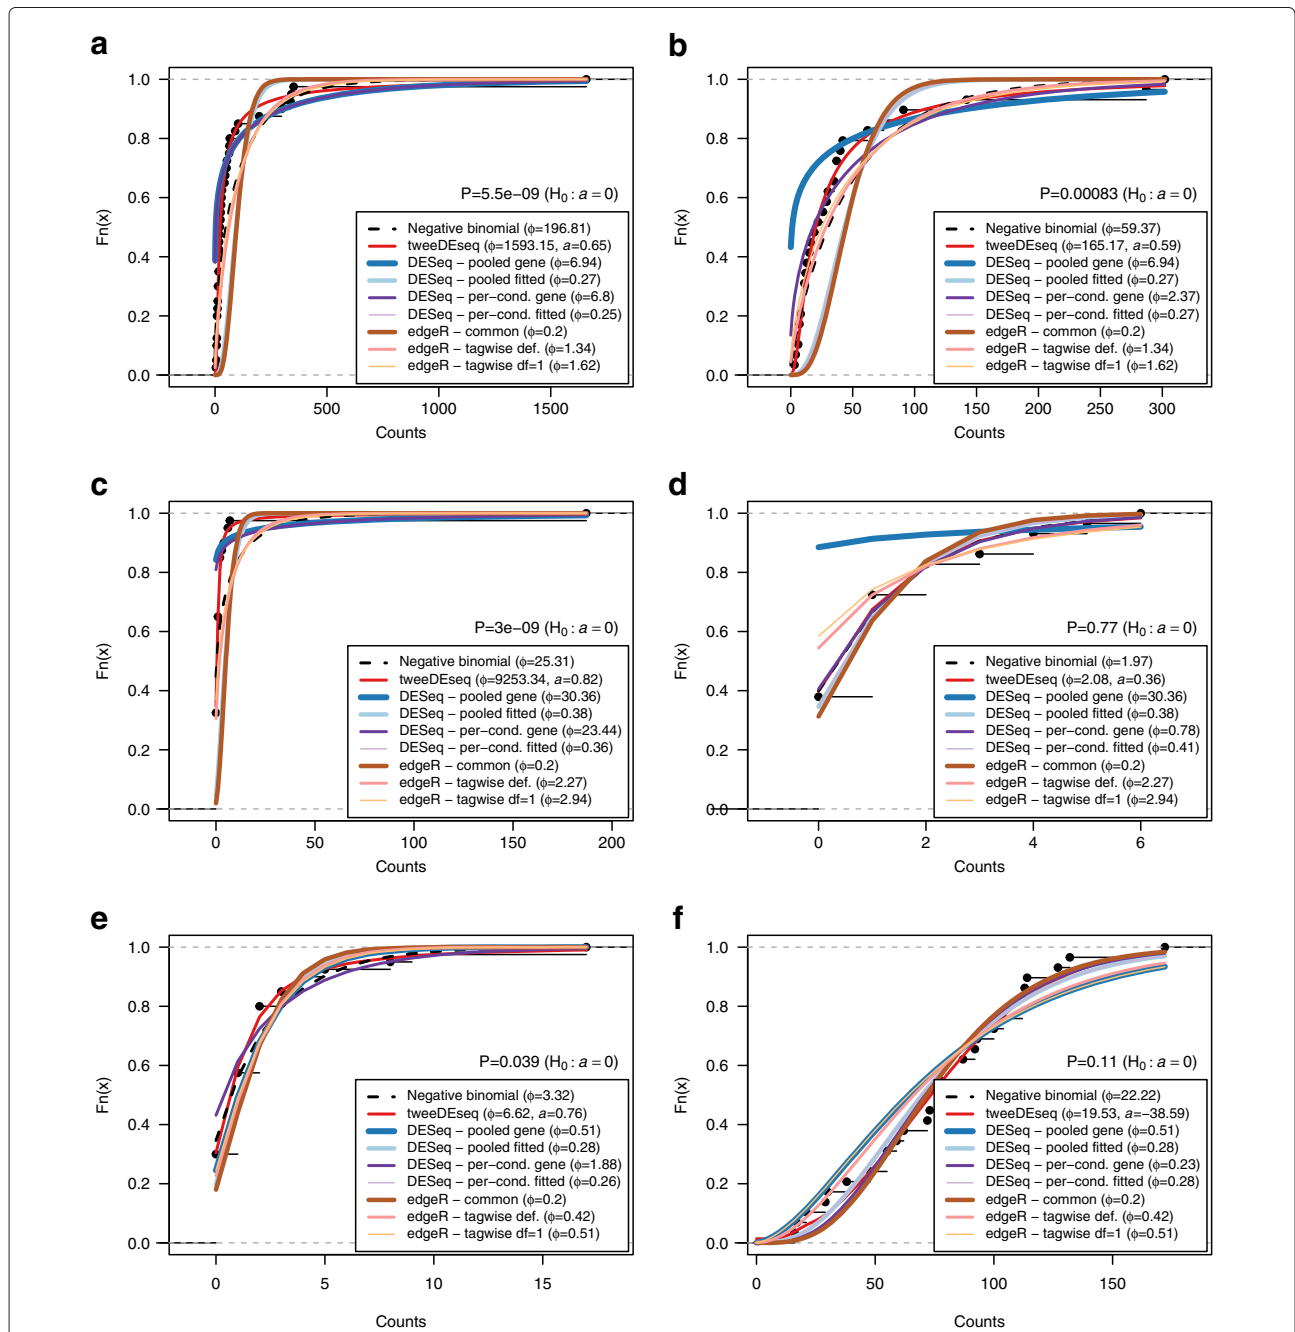 a
Fn(x)
1.0
0.8
0.6
0.4
0.2
0.0
P=5.5e−09 (H0 : a = 0)
Negative binomial (ϕ=196.81)
tweeDEseq (ϕ=1593.15, a=0.65)
DESeq − pooled gene (ϕ=6.94)
DESeq − pooled fitted (ϕ=0.27)
DESeq − per−cond. gene (ϕ=6.8)
DESeq − per−cond. fitted (ϕ=0.25)
edgeR − common (ϕ=0.2)
edgeR − tagwise def. (ϕ=1.34)
edgeR − tagwise df=1 (ϕ=1.62)
0 500 1000 1500
Counts
b
Fn(x)
1.0
0.8
0.6
0.4
0.2
0.0
P=0.00083 (H0 : a = 0)
Negative binomial (ϕ=59.37)
tweeDEseq (ϕ=165.17, a=0.59)
DESeq − pooled gene (ϕ=6.94)
DESeq − pooled fitted (ϕ=0.27)
DESeq − per−cond. gene (ϕ=2.37)
DESeq − per−cond. fitted (ϕ=0.27)
edgeR − common (ϕ=0.2)
edgeR − tagwise def. (ϕ=1.34)
edgeR − tagwise df=1 (ϕ=1.62)
0 50 100 150 200 250 300
Counts
c
Fn(x)
1.0
0.8
0.6
0.4
0.2
0.0
P=3e−09 (H0 : a = 0)
Negative binomial (ϕ=25.31)
tweeDEseq (ϕ=9253.34, a=0.82)
DESeq − pooled gene (ϕ=30.36)
DESeq − pooled fitted (ϕ=0.38)
DESeq − per−cond. gene (ϕ=23.44)
DESeq − per−cond. fitted (ϕ=0.36)
edgeR − common (ϕ=0.2)
edgeR − tagwise def. (ϕ=2.27)
edgeR − tagwise df=1 (ϕ=2.94)
0 50 100 150 200
Counts
d
Fn(x)
1.0
0.8
0.6
0.4
0.2
0.0
P=0.77 (H0 : a = 0)
Negative binomial (ϕ=1.97)
tweeDEseq (ϕ=2.08, a=0.36)
DESeq − pooled gene (ϕ=30.36)
DESeq − pooled fitted (ϕ=0.38)
DESeq − per−cond. gene (ϕ=0.78)
DESeq − per−cond. fitted (ϕ=0.41)
edgeR − common (ϕ=0.2)
edgeR − tagwise def. (ϕ=2.27)
edgeR − tagwise df=1 (ϕ=2.94)
0 2 4 6
Counts
e
Fn(x)
1.0
0.8
0.6
0.4
0.2
0.0
P=0.039 (H0 : a = 0)
Negative binomial (ϕ=3.32)
tweeDEseq (ϕ=6.62, a=0.76)
DESeq − pooled gene (ϕ=0.51)
DESeq − pooled fitted (ϕ=0.28)
DESeq − per−cond. gene (ϕ=1.88)
DESeq − per−cond. fitted (ϕ=0.26)
edgeR − common (ϕ=0.2)
edgeR − tagwise def. (ϕ=0.42)
edgeR − tagwise df=1 (ϕ=0.51)
0 5 10 15
Counts
f
Fn(x)
1.0
0.8
0.6
0.4
0.2
0.0
P=0.11 (H0 : a = 0)
Negative binomial (ϕ=22.22)
tweeDEseq (ϕ=19.53, a=−38.59)
DESeq − pooled gene (ϕ=0.51)
DESeq − pooled fitted (ϕ=0.28)
DESeq − per−cond. gene (ϕ=0.23)
DESeq − per−cond. fitted (ϕ=0.28)
edgeR − common (ϕ=0.2)
edgeR − tagwise def. (ϕ=0.42)
edgeR − tagwise df=1 (ϕ=0.51)
0 50 100 150
Counts